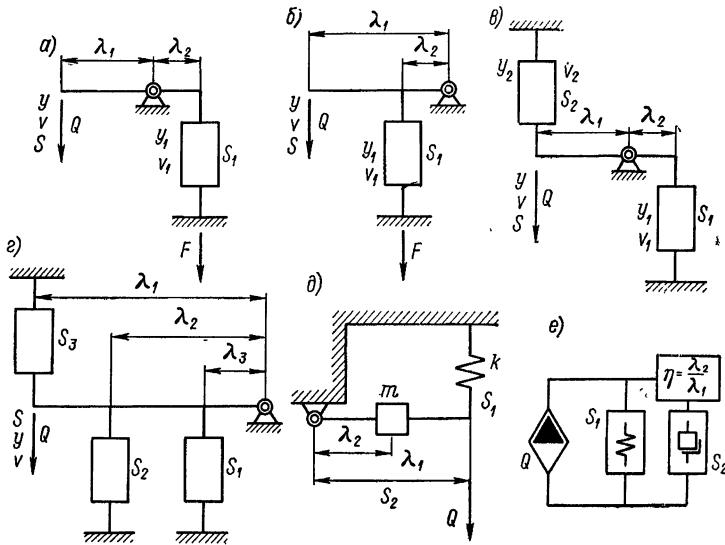 а)
λ₁
λ₂
y
v
S
Q
y₁
v₁
S₁
F
б)
λ₁
λ₂
y
v
S
Q
y₁
v₁
S₁
F
в)
y₂
v₂
S₂
λ₁
λ₂
y
v
S
Q
y₁
v₁
S₁
г)
λ₁
λ₂
λ₃
S₃
S
y
v
Q
S₂
S₁
д)
k
S₁
m
λ₂
λ₁
S₂
Q
е)
η=λ₂/λ₁
S₁
S₂
Q